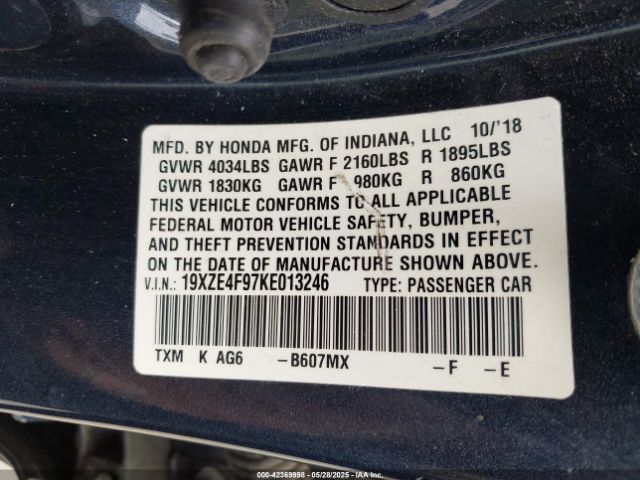 MFD. BY HONDA MFG. OF INDIANA, LLC 10/'18
GVWR 4034LBS GAWR F 2160LBS R 1895LBS
GVWR 1830KG GAWR F 980KG R 860KG
THIS VEHICLE CONFORMS TO ALL APPLICABLE
FEDERAL MOTOR VEHICLE SAFETY, BUMPER,
AND THEFT PREVENTION STANDARDS IN EFFECT
ON THE DATE OF MANUFACTURE SHOWN ABOVE.
V.I.N.: 19XZE4F97KE013246 TYPE: PASSENGER CAR
TXM K AG6 -B607MX -F -E
000-42369998 - 05/28/2025 - IAA, Inc.